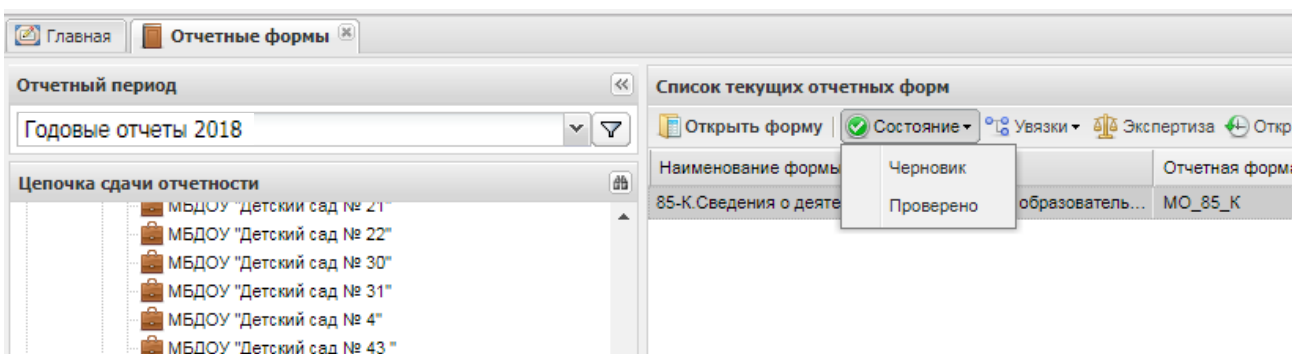 Главная
Отчетные формы
Отчетный период
Годовые отчеты 2018
Цепочка сдачи отчетности
МБДОУ "Детский сад № 21"
МБДОУ "Детский сад № 22"
МБДОУ "Детский сад № 30"
МБДОУ "Детский сад № 31"
МБДОУ "Детский сад № 4"
МБДОУ "Детский сад № 43 "
Список текущих отчетных форм
Открыть форму Состояние Увязки Экспертиза Откр
Наименование формы Отчетная форма
85-К.Сведения о деяте образователь... МО_85_К
Черновик
Проверено